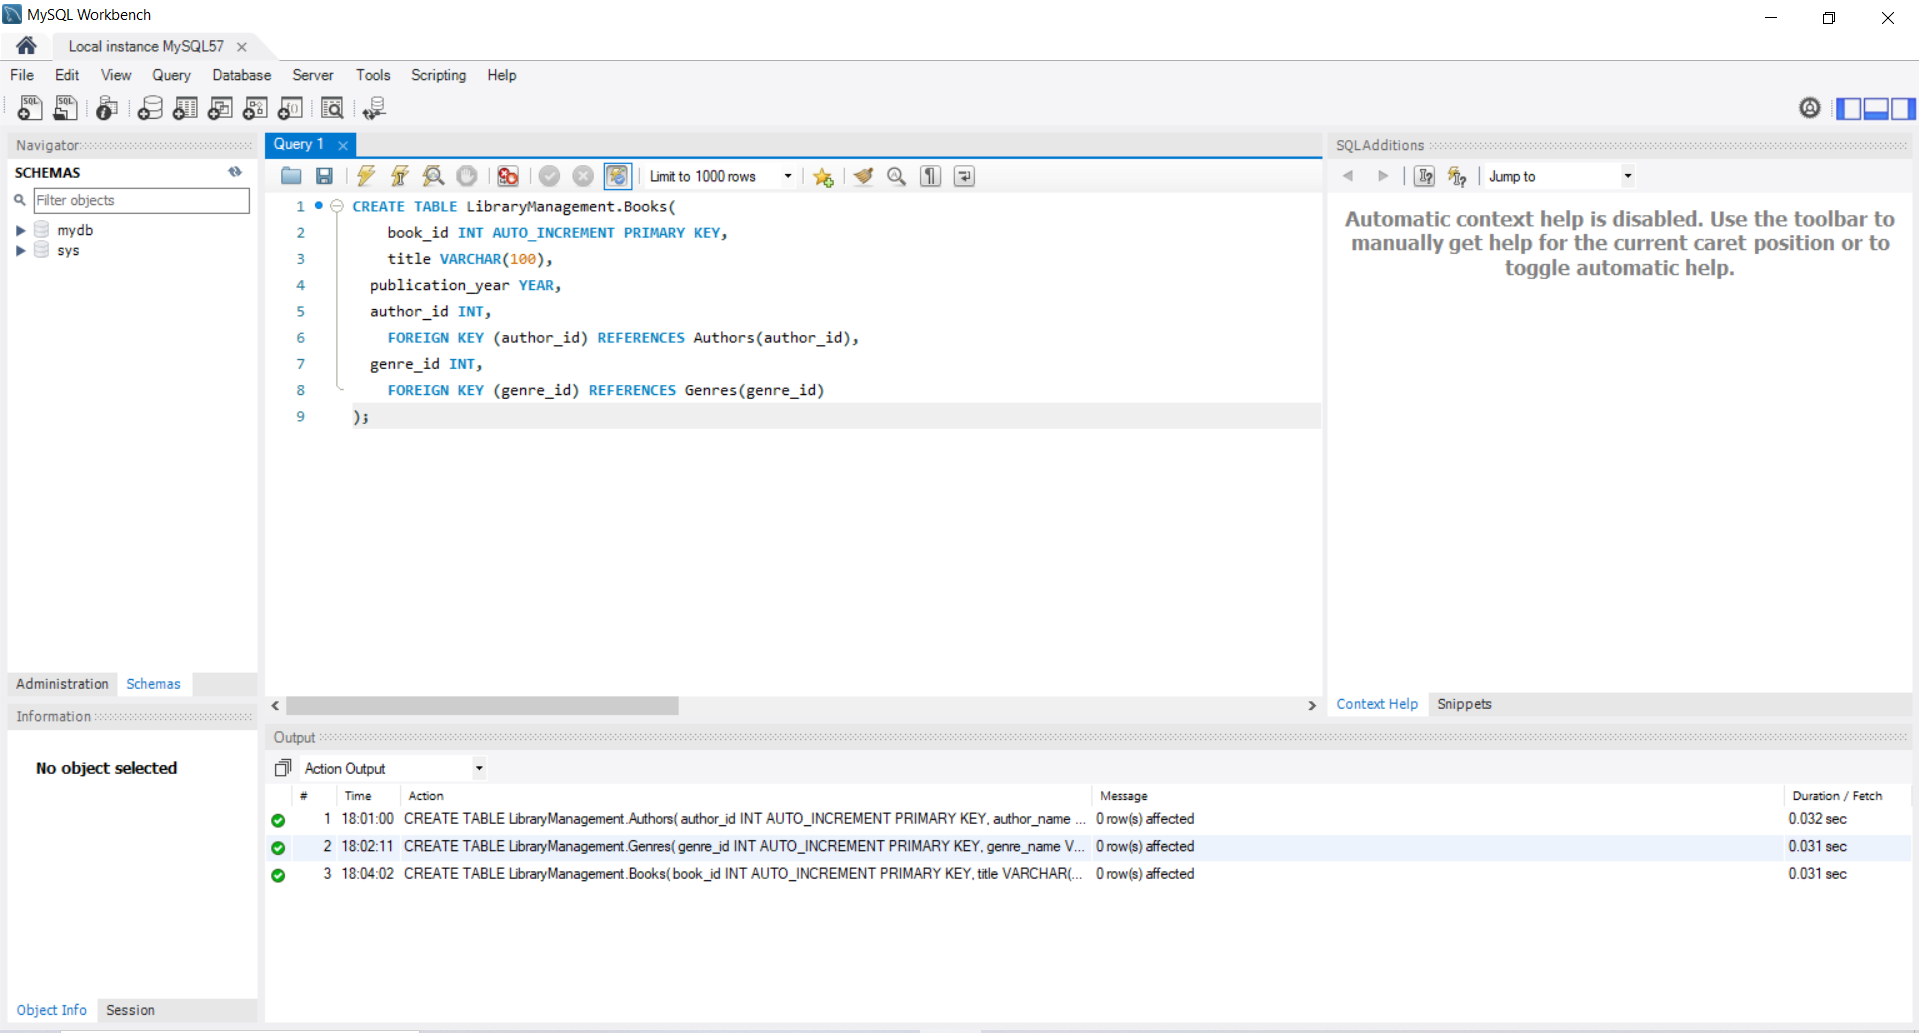 MySQL Workbench
Local instance MySQL57
File Edit View Query Database Server Tools Scripting Help
Navigator
SCHEMAS
Filter objects
mydb
sys
Administration Schemas
Information
No object selected
Object Info Session
Query 1
Limit to 1000 rows
1 CREATE TABLE LibraryManagement.Books(
2 book_id INT AUTO_INCREMENT PRIMARY KEY,
3 title VARCHAR(100),
4 publication_year YEAR,
5 author_id INT,
6 FOREIGN KEY (author_id) REFERENCES Authors(author_id),
7 genre_id INT,
8 FOREIGN KEY (genre_id) REFERENCES Genres(genre_id)
9 );
SQLAdditions
Jump to
Automatic context help is disabled. Use the toolbar to
manually get help for the current caret position or to
toggle automatic help.
Context Help Snippets
Output
Action Output
# Time Action Message Duration / Fetch
1 18:01:00 CREATE TABLE LibraryManagement.Authors( author_id INT AUTO_INCREMENT PRIMARY KEY, author_name ... 0 row(s) affected 0.032 sec
2 18:02:11 CREATE TABLE LibraryManagement.Genres( genre_id INT AUTO_INCREMENT PRIMARY KEY, genre_name V... 0 row(s) affected 0.031 sec
3 18:04:02 CREATE TABLE LibraryManagement.Books( book_id INT AUTO_INCREMENT PRIMARY KEY, title VARCHAR(... 0 row(s) affected 0.031 sec